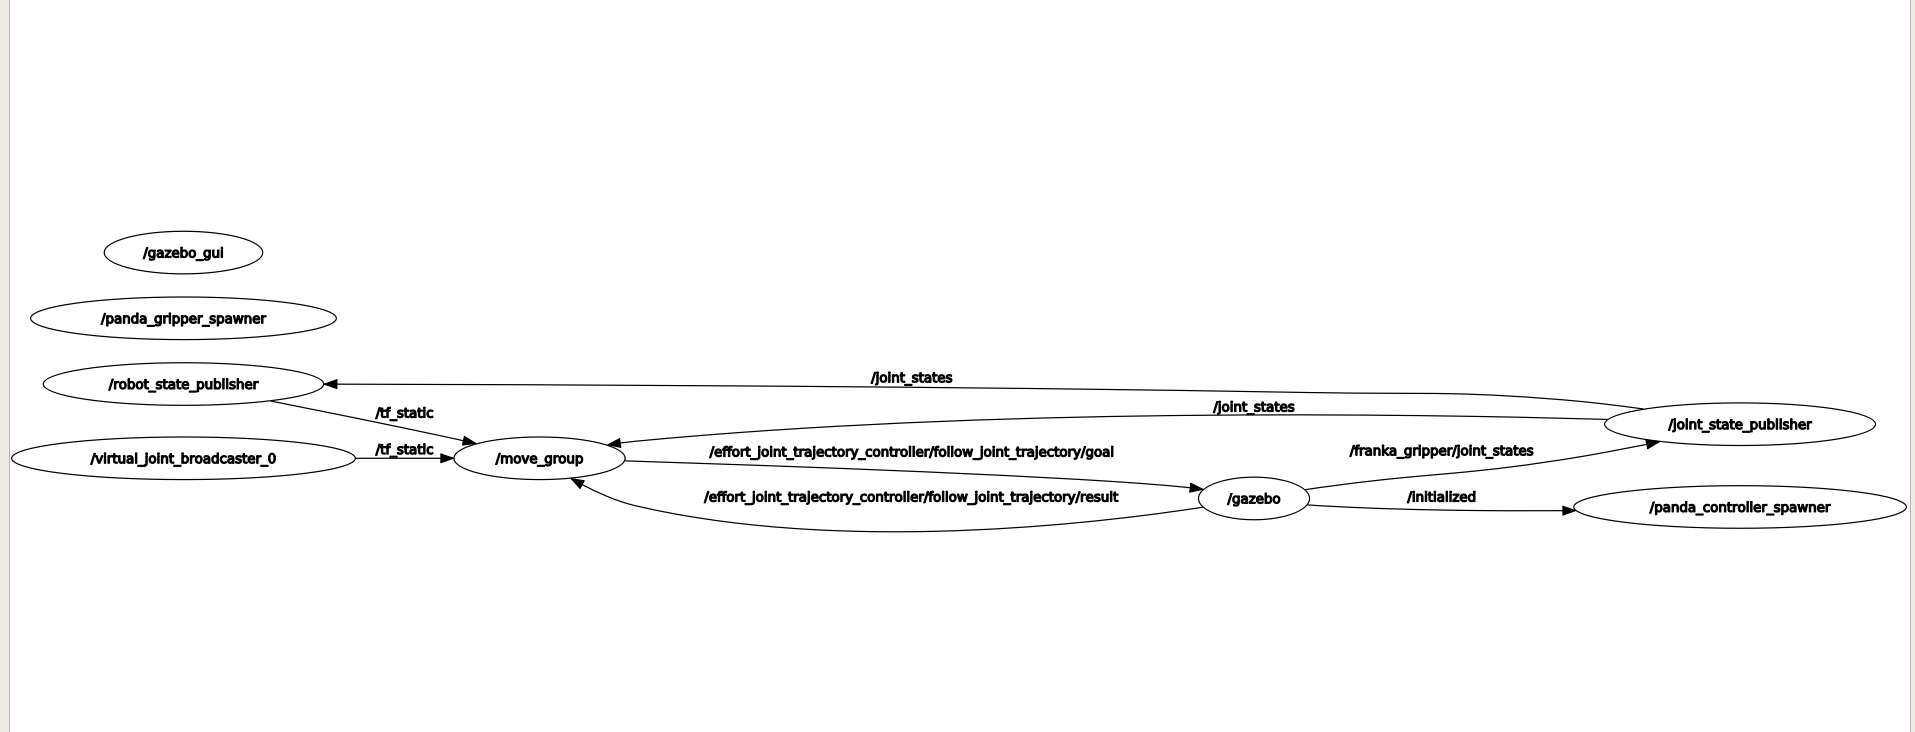 /gazebo_gui
/panda_gripper_spawner
/robot_state_publisher
/joint_states
/joint_states
/tf_static
/joint_state_publisher
/virtual_joint_broadcaster_0
/tf_static
/move_group
/effort_joint_trajectory_controller/follow_joint_trajectory/goal
/franka_gripper/joint_states
/effort_joint_trajectory_controller/follow_joint_trajectory/result
/gazebo
/initialized
/panda_controller_spawner